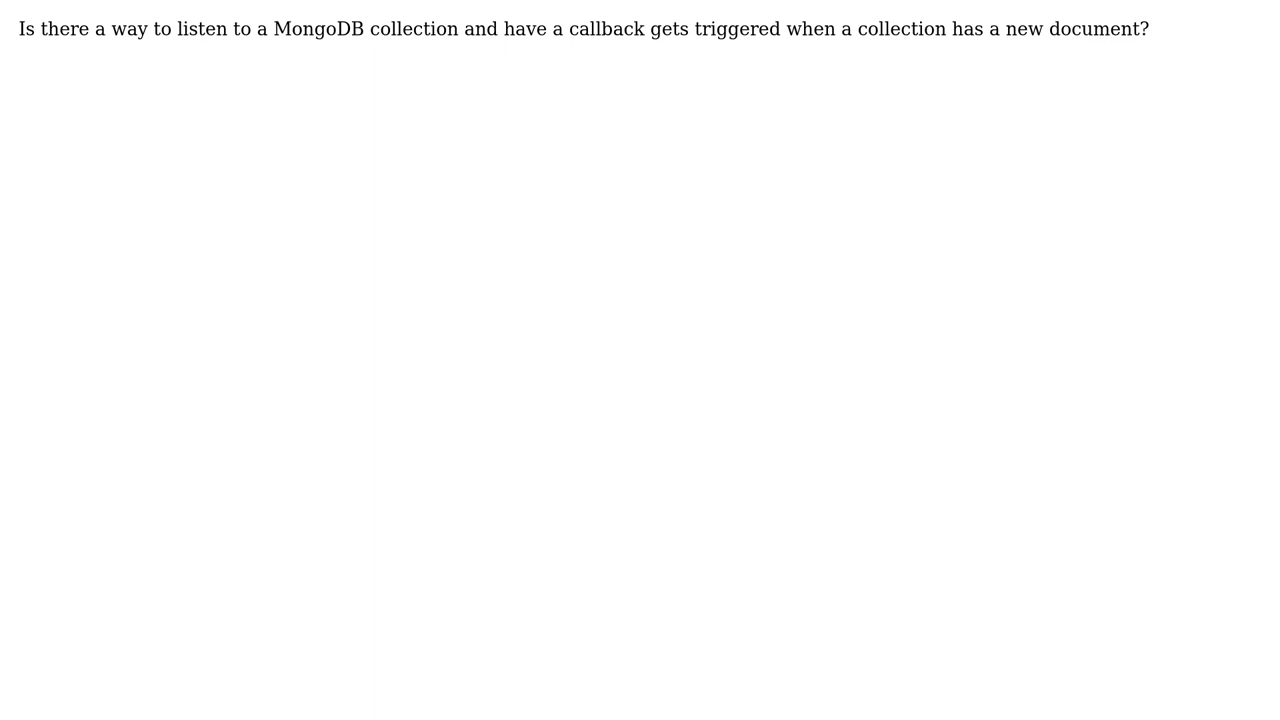 Is there a way to listen to a MongoDB collection and have a callback gets triggered when a collection has a new document?